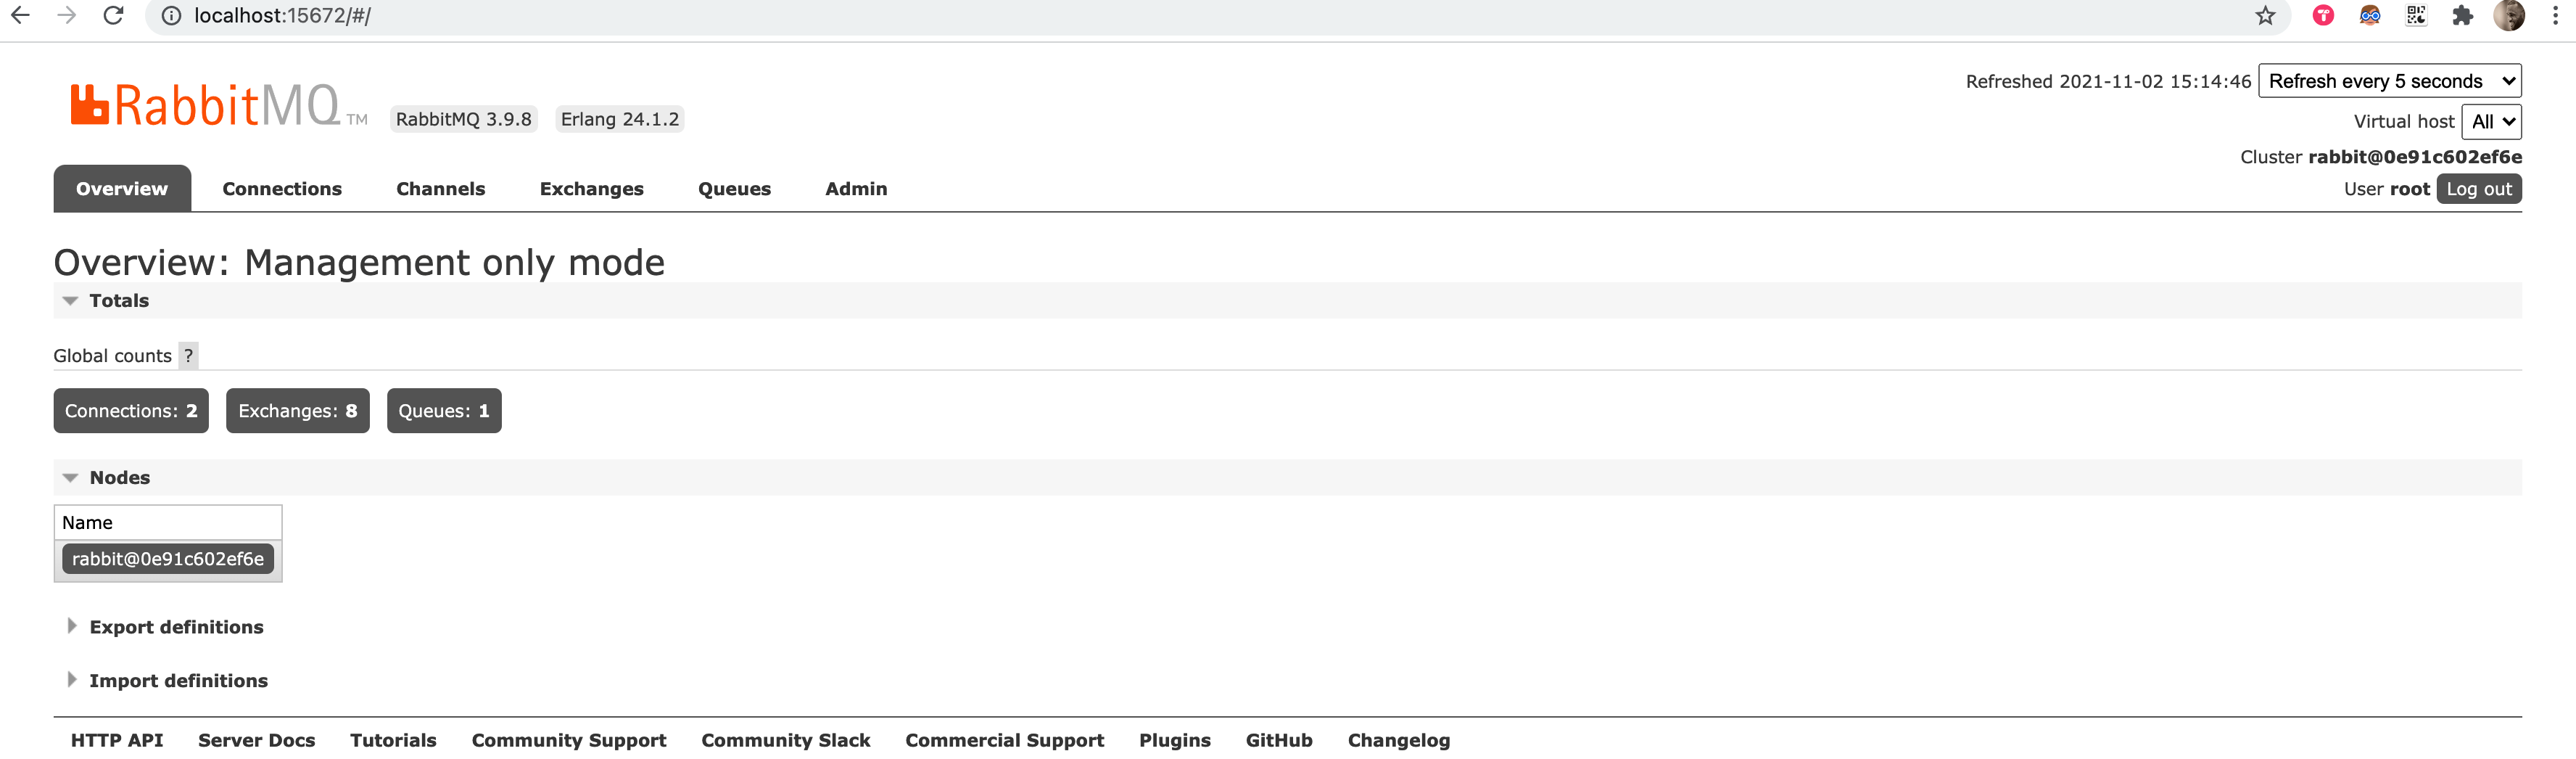 localhost:15672/#/
Refreshed 2021-11-02 15:14:46 Refresh every 5 seconds
RabbitMQ TM RabbitMQ 3.9.8 Erlang 24.1.2
Virtual host All
Cluster rabbit@0e91c602ef6e
Overview Connections Channels Exchanges Queues Admin
User root Log out
Overview: Management only mode
Totals
Global counts ?
Connections: 2 Exchanges: 8 Queues: 1
Nodes
Name
rabbit@0e91c602ef6e
Export definitions
Import definitions
HTTP API Server Docs Tutorials Community Support Community Slack Commercial Support Plugins GitHub Changelog